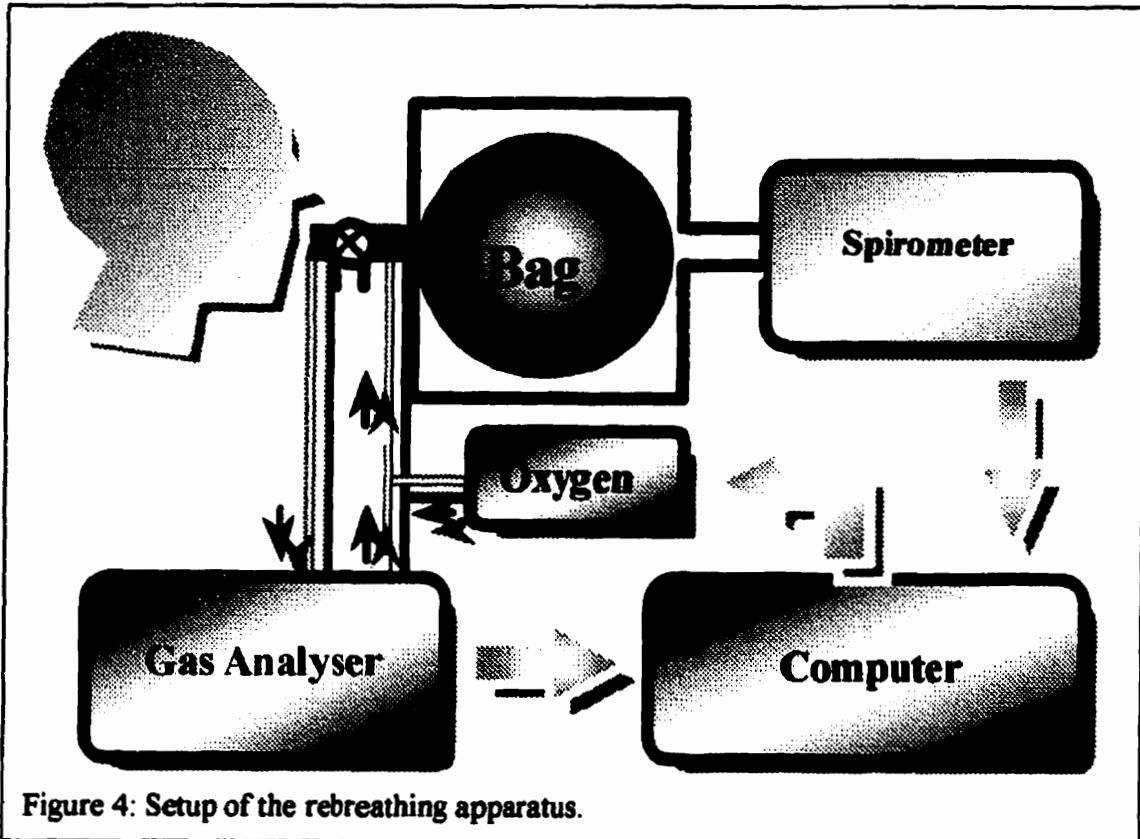 Bag
Spirometer
Oxygen
Gas Analyser
Computer
Figure 4: Setup of the rebreathing apparatus.